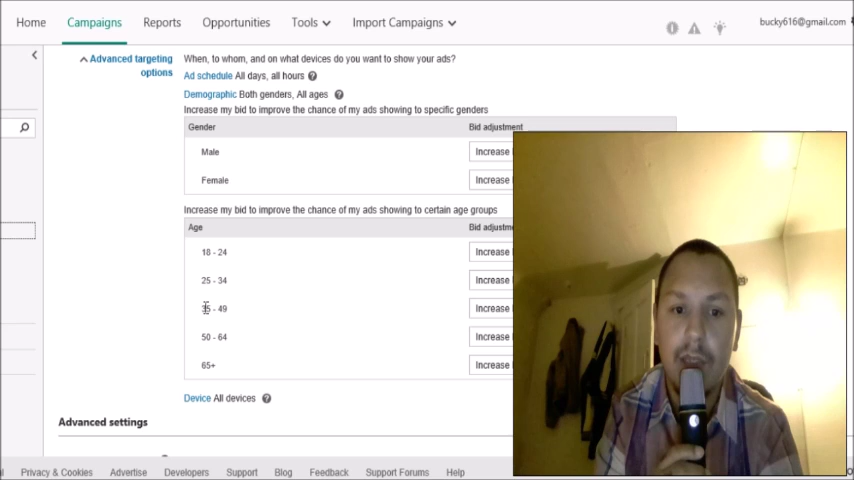 Home Campaigns Reports Opportunities Tools Import Campaigns bucky616@gmail.com
Advanced targeting options
When, to whom, and on what devices do you want to show your ads?
Ad schedule All days, all hours
Demographic Both genders, All ages
Increase my bid to improve the chance of my ads showing to specific genders
Gender Bid adjustment
Male Increase
Female Increase
Increase my bid to improve the chance of my ads showing to certain age groups
Age Bid
18 - 24 Increase
25 - 34 Increase
35 - 49 Increase
50 - 64 Increase
65+ Increase
Device All devices
Advanced settings
Privacy & Cookies Advertise Developers Support Blog Feedback Support Forums Help